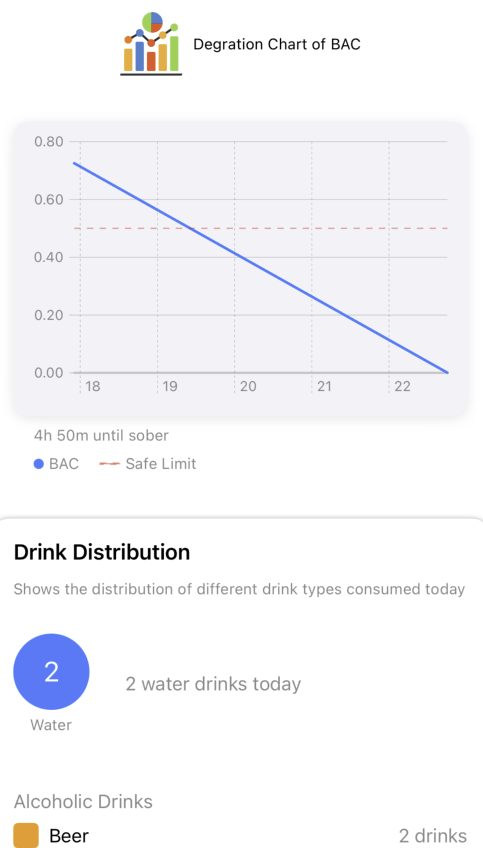 Degration Chart of BAC
0.80
0.60
0.40
0.20
0.00
18 19 20 21 22
4h 50m until sober
BAC Safe Limit
Drink Distribution
Shows the distribution of different drink types consumed today
2
2 water drinks today
Water
Alcoholic Drinks
Beer 2 drinks